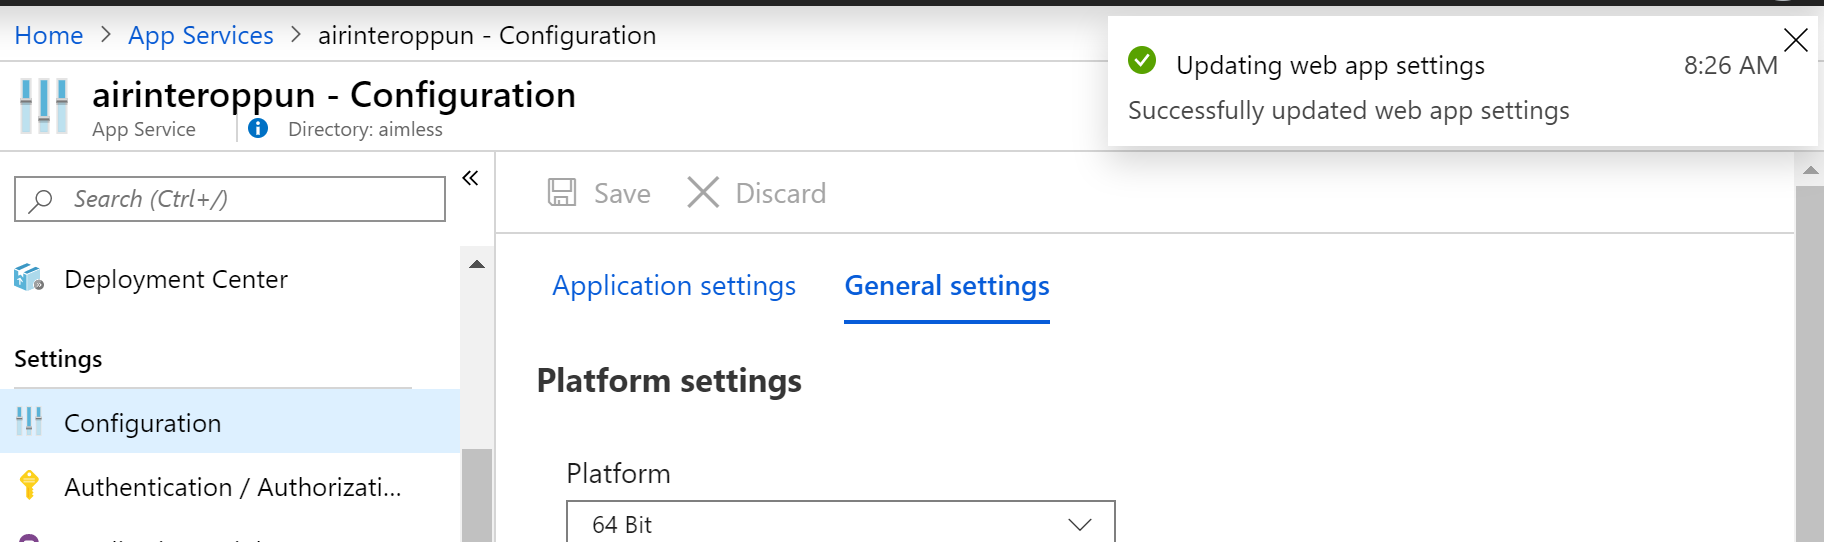 Home > App Services > airinteroppun - Configuration
airinteroppun - Configuration
App Service
Directory: aimless
Updating web app settings
8:26 AM
Successfully updated web app settings
Search (Ctrl+/)
«
Deployment Center
Settings
Configuration
Authentication / Authorizati...
Save
Discard
Application settings
General settings
Platform settings
Platform
64 Bit